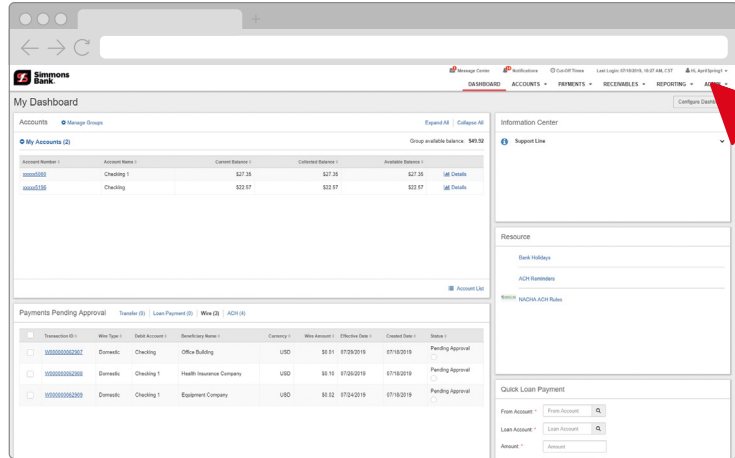 Simmons
Bank.
Message Center Notifications Cut-Off Times Last Login: 07/18/2019, 10:27 AM, CST Hi, AprilSpring1
DASHBOARD ACCOUNTS PAYMENTS RECEIVABLES REPORTING
My Dashboard
Configure
Accounts Manage Groups Expand All Collapse All
My Accounts (2) Group available balance: $49.92
Account Number Account Name Current Balance Collected Balance Available Balance
Checking 1 $27.35 $27.35 $27.35 Details
Checking $22.57 $22.57 $22.57 Details
Account List
Information Center
Support Line
Resource
Bank Holidays
ACH Reminders
NACHA ACH Rules
Payments Pending Approval Transfer (0) Loan Payment (0) Wire (3) ACH (4)
Transaction ID Wire Type Debit Account Beneficiary Name Currency Wire Amount Effective Date Created Date Status
Domestic Checking Office Building USD $0.01 07/29/2019 07/18/2019 Pending Approval
Domestic Checking 1 Health Insurance Company USD $0.10 07/26/2019 07/18/2019 Pending Approval
Domestic Checking 1 Equipment Company USD $0.02 07/24/2019 07/18/2019 Pending Approval
Quick Loan Payment
From Account: * From Account
Loan Account: * Loan Account
Amount: * Amount